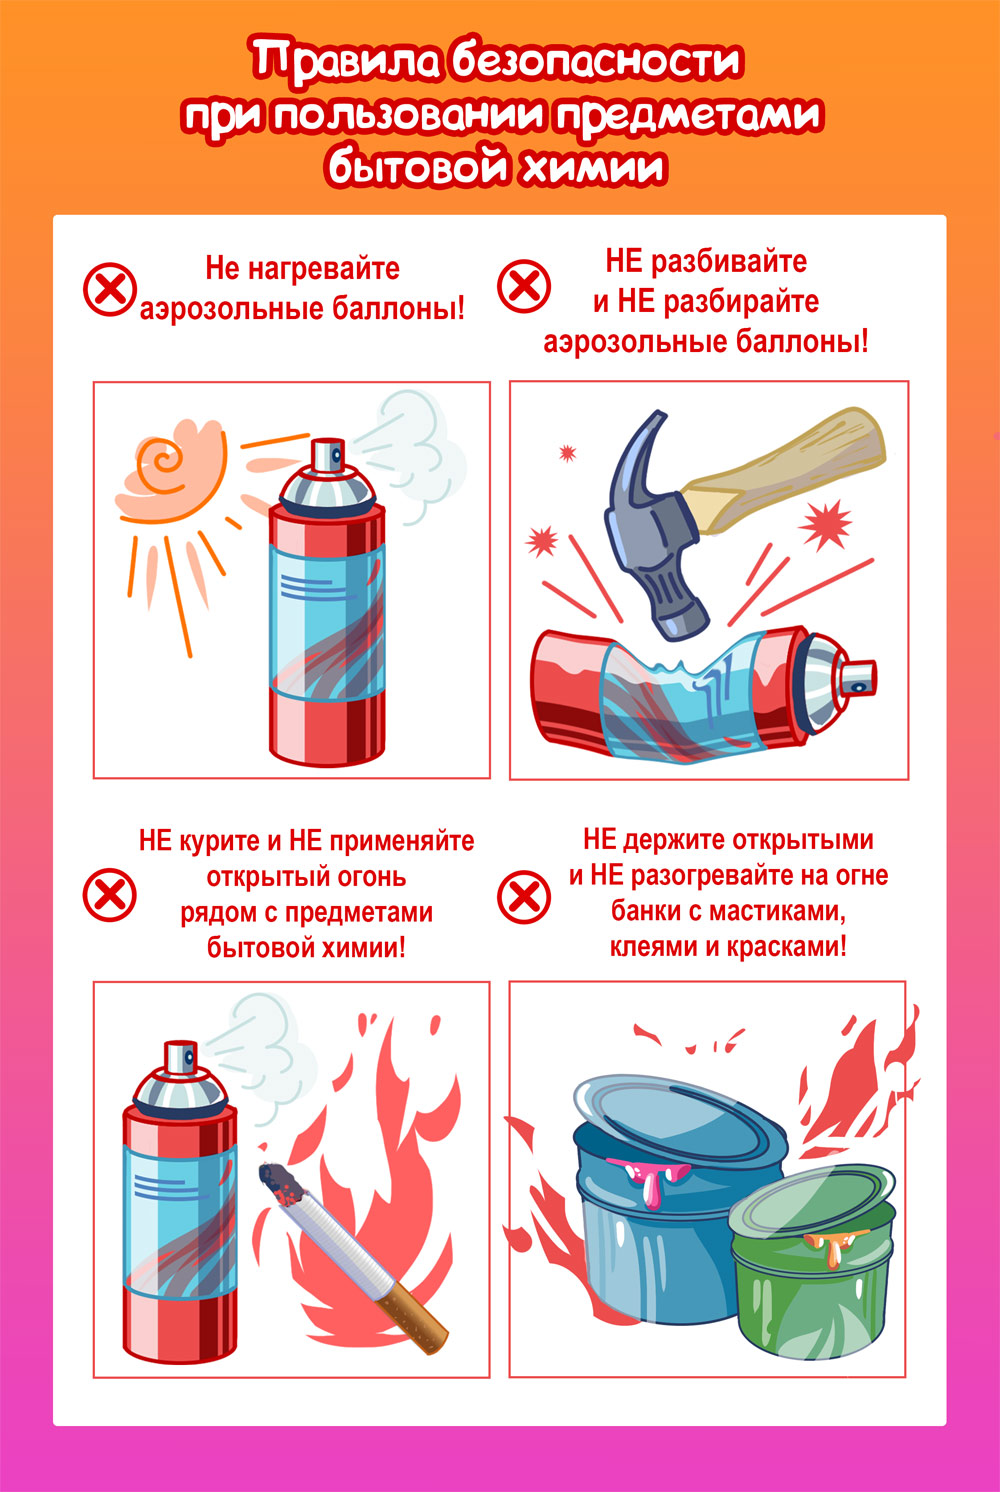 Правила безопасности
при пользовании предметами
бытовой химии
Не нагревайте
аэрозольные баллоны!
НЕ разбивайте
и НЕ разбирайте
аэрозольные баллоны!
НЕ курите и НЕ применяйте
открытый огонь
рядом с предметами
бытовой химии!
НЕ держите открытыми
и НЕ разогревайте на огне
банки с мастиками,
клеями и красками!